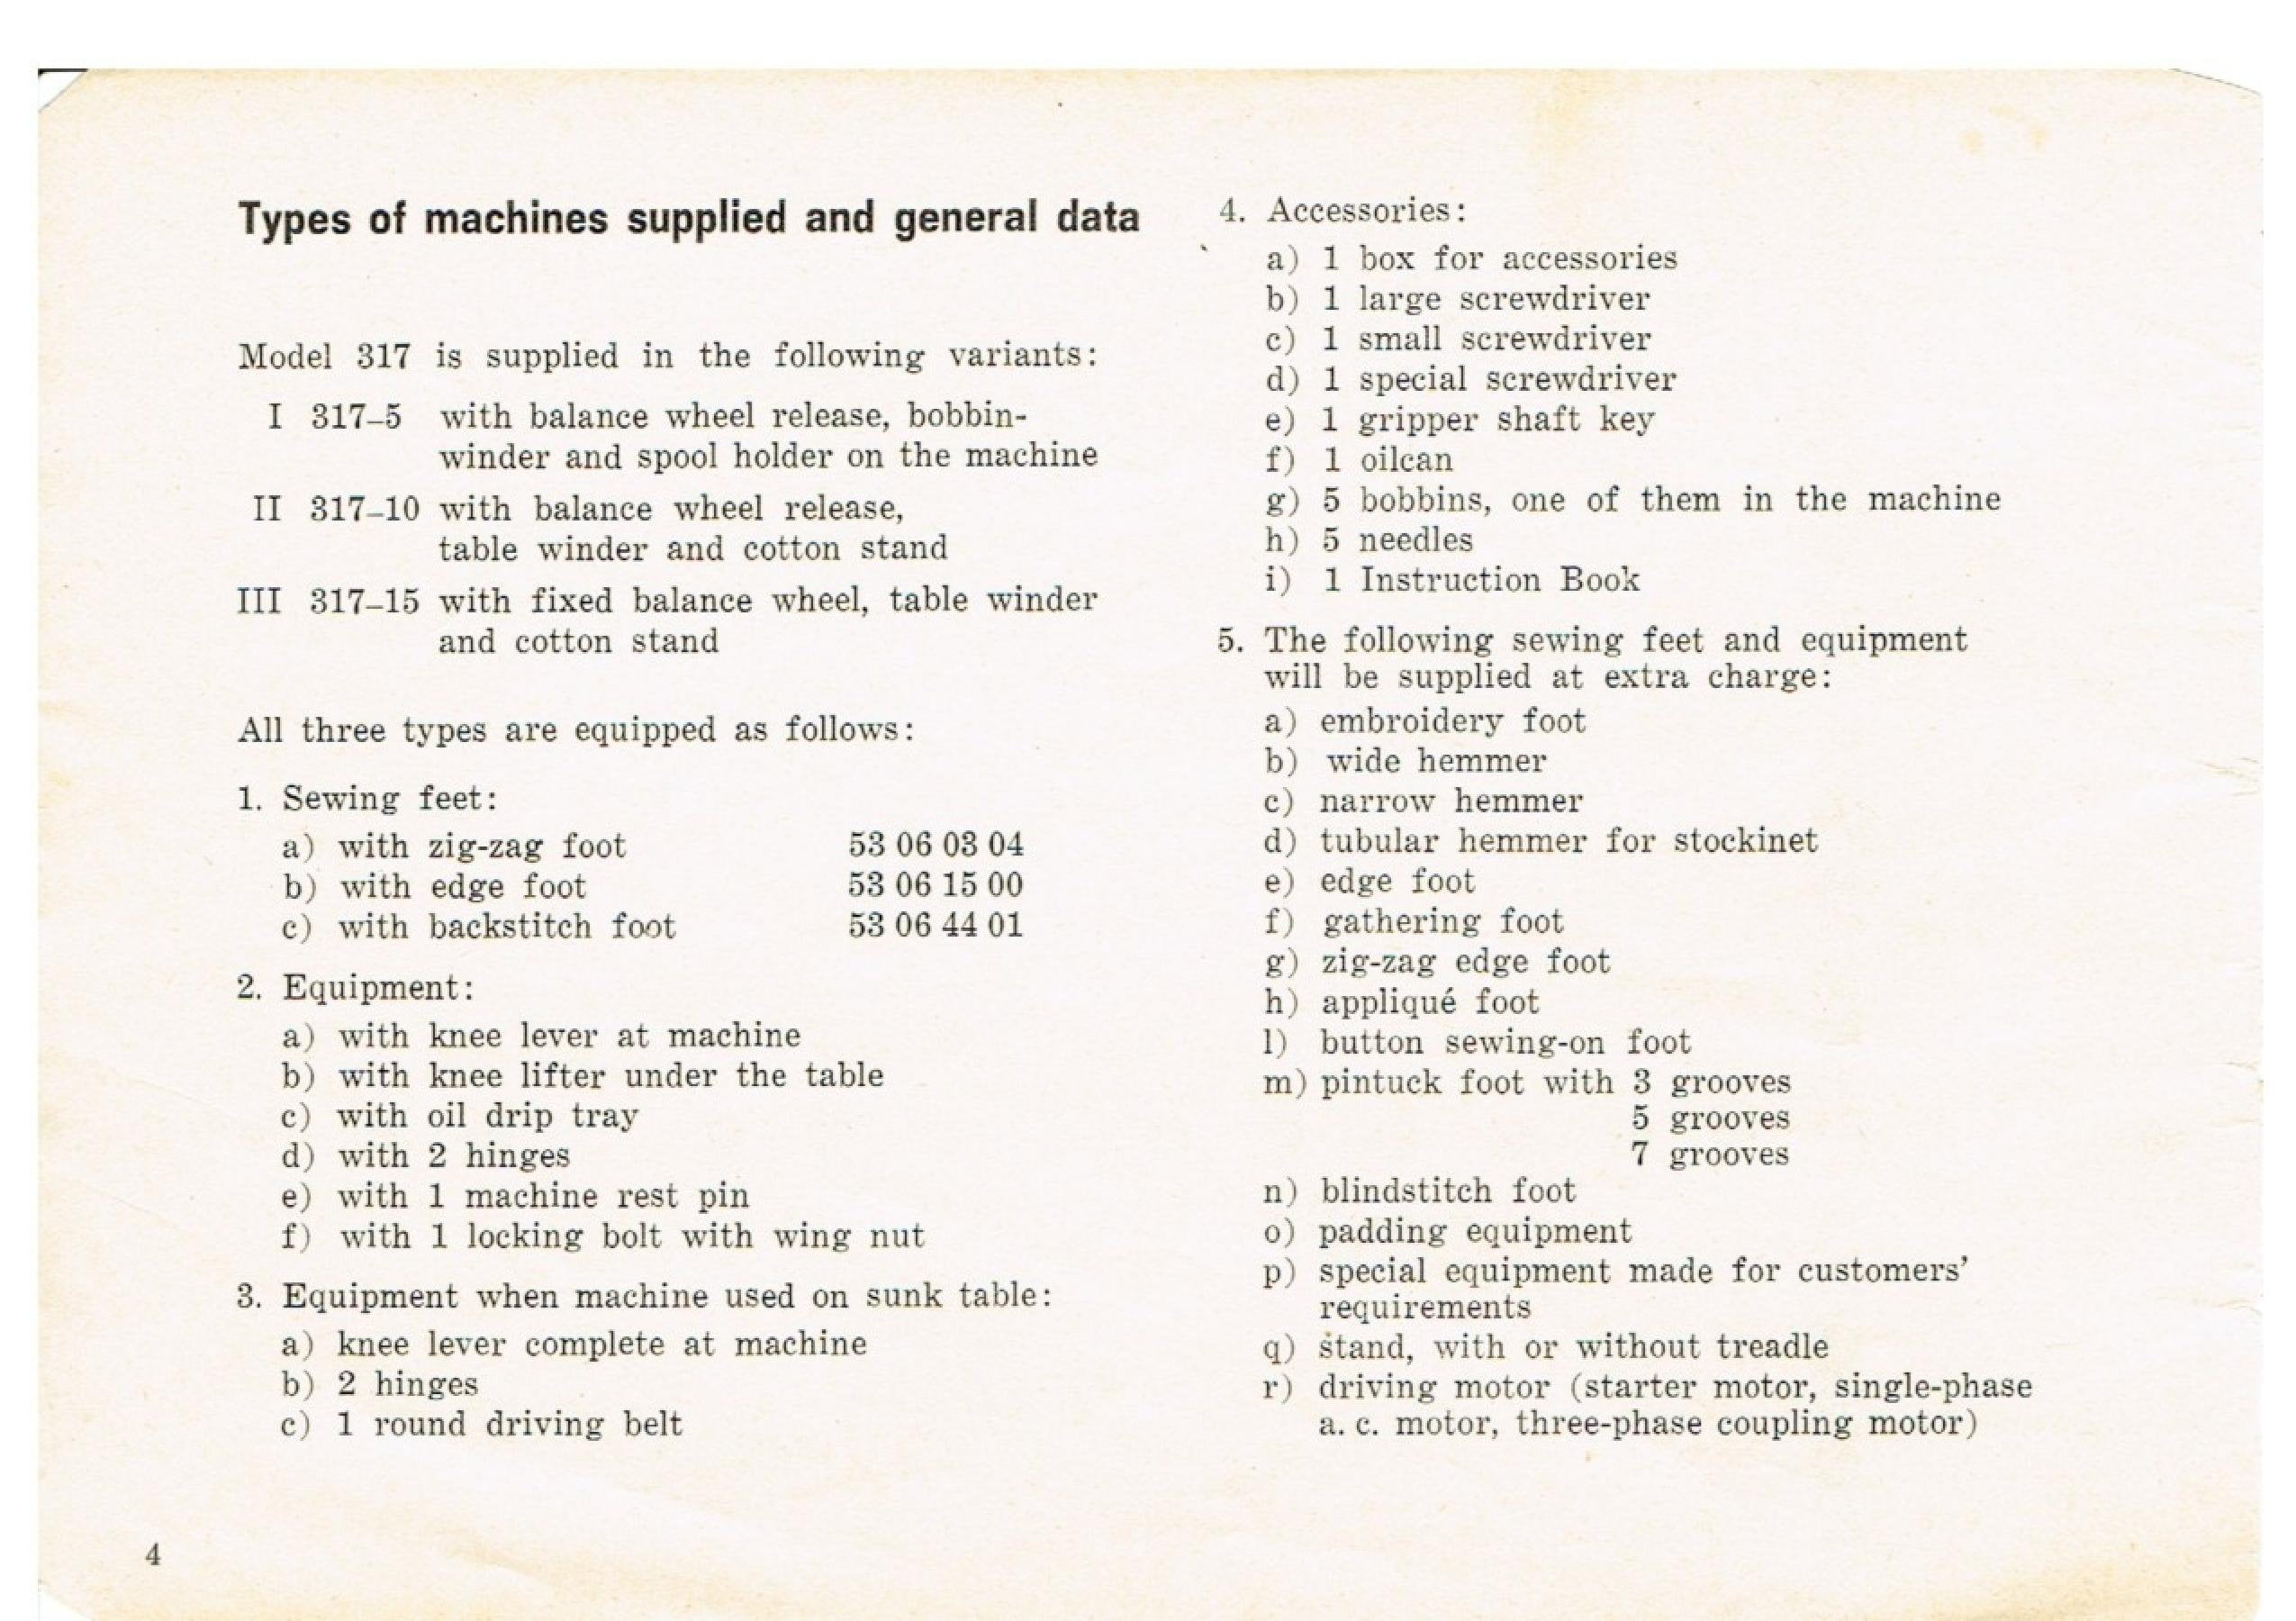 Types of machines supplied and general data
Model 317 is supplied in the following variants:
I 317–5 with balance wheel release, bobbin-
winder and spool holder on the machine
II 317–10 with balance wheel release,
table winder and cotton stand
III 317–15 with fixed balance wheel, table winder
and cotton stand
All three types are equipped as follows:
1. Sewing feet:
a) with zig-zag foot 53 06 03 04
b) with edge foot 53 06 15 00
c) with backstitch foot 53 06 44 01
2. Equipment:
a) with knee lever at machine
b) with knee lifter under the table
c) with oil drip tray
d) with 2 hinges
e) with 1 machine rest pin
f) with 1 locking bolt with wing nut
3. Equipment when machine used on sunk table:
a) knee lever complete at machine
b) 2 hinges
c) 1 round driving belt
4. Accessories:
a) 1 box for accessories
b) 1 large screwdriver
c) 1 small screwdriver
d) 1 special screwdriver
e) 1 gripper shaft key
f) 1 oilcan
g) 5 bobbins, one of them in the machine
h) 5 needles
i) 1 Instruction Book
5. The following sewing feet and equipment
will be supplied at extra charge:
a) embroidery foot
b) wide hemmer
c) narrow hemmer
d) tubular hemmer for stockinet
e) edge foot
f) gathering foot
g) zig-zag edge foot
h) appliqué foot
l) button sewing-on foot
m) pintuck foot with 3 grooves
5 grooves
7 grooves
n) blindstitch foot
o) padding equipment
p) special equipment made for customers'
requirements
q) stand, with or without treadle
r) driving motor (starter motor, single-phase
a. c. motor, three-phase coupling motor)
4